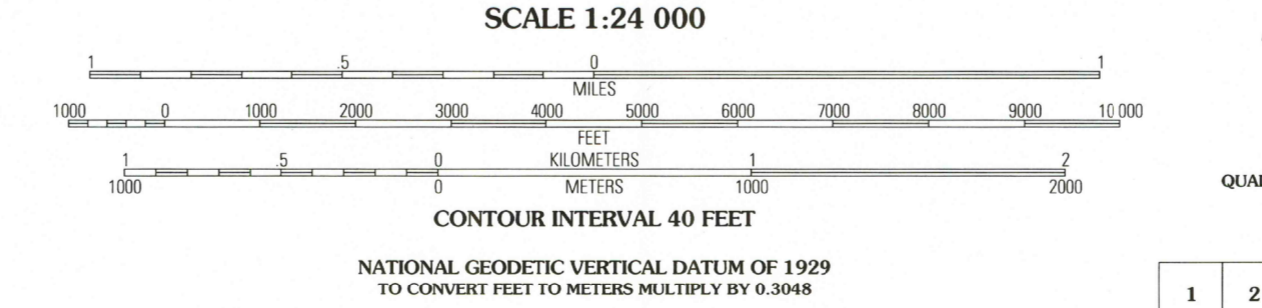 SCALE 1:24 000
1 .5 0 1
MILES
1000 0 1000 2000 3000 4000 5000 6000 7000 8000 9000 10 000
FEET
1 .5 0 KILOMETERS 1 2
1000 0 METERS 1000 2000
CONTOUR INTERVAL 40 FEET
NATIONAL GEODETIC VERTICAL DATUM OF 1929
TO CONVERT FEET TO METERS MULTIPLY BY 0.3048
1 2